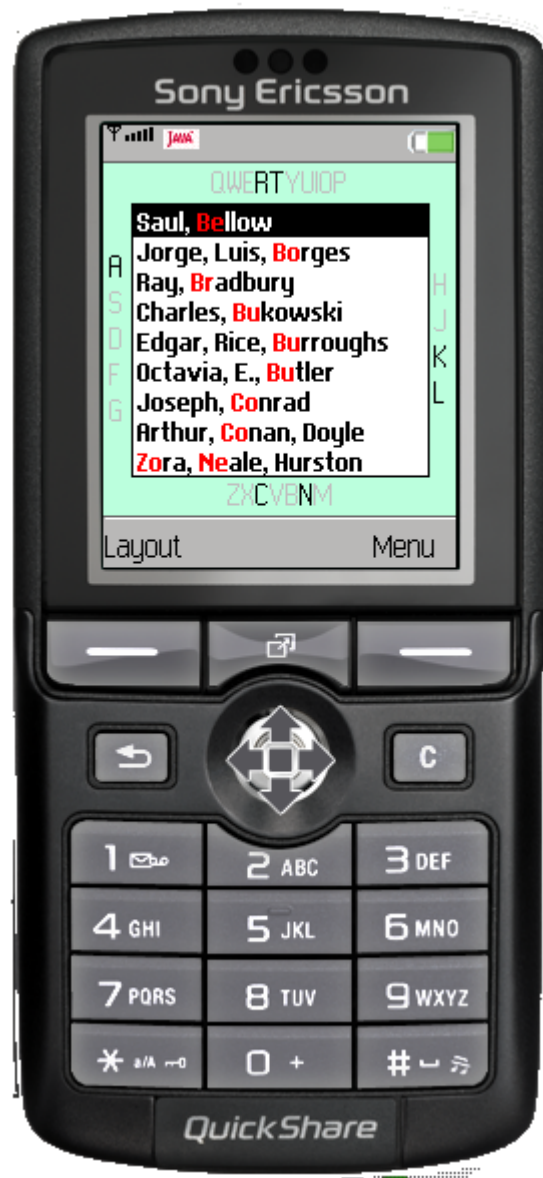 Sony Ericsson
JAVA
QWERTYUIOP
Saul, Bellow
Jorge, Luis, Borges
Ray, Bradbury
Charles, Bukowski
Edgar, Rice, Burroughs
Octavia, E., Butler
Joseph, Conrad
Arthur, Conan, Doyle
Zora, Neale, Hurston
A
S
D
F
G
H
J
K
L
ZXCVBNM
Layout Menu
C
1 2 ABC 3 DEF
4 GHI 5 JKL 6 MNO
7 PQRS 8 TUV 9 WXYZ
* a/A 0 + #
QuickShare